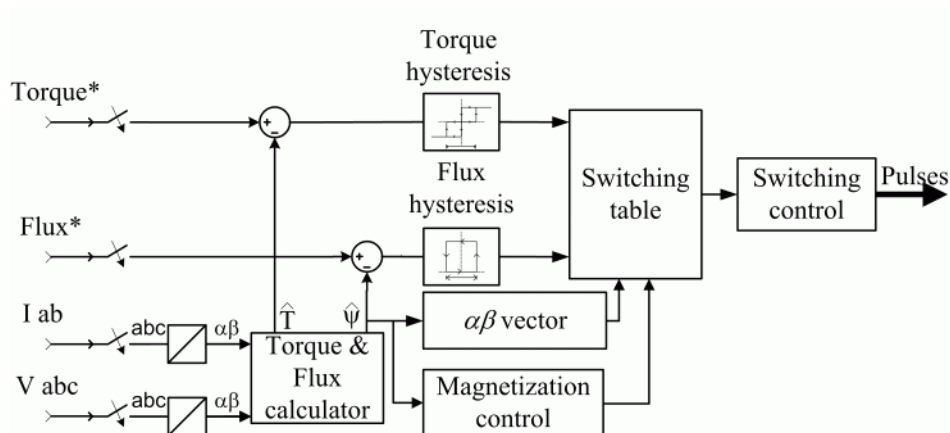 Torque
hysteresis
Torque*
+
-
Flux
hysteresis
Switching
table
Switching
control
Pulses
Flux*
+
-
I ab
abc
αβ
T̂
ψ̂
αβ vector
Torque &
Flux
calculator
V abc
abc
αβ
Magnetization
control